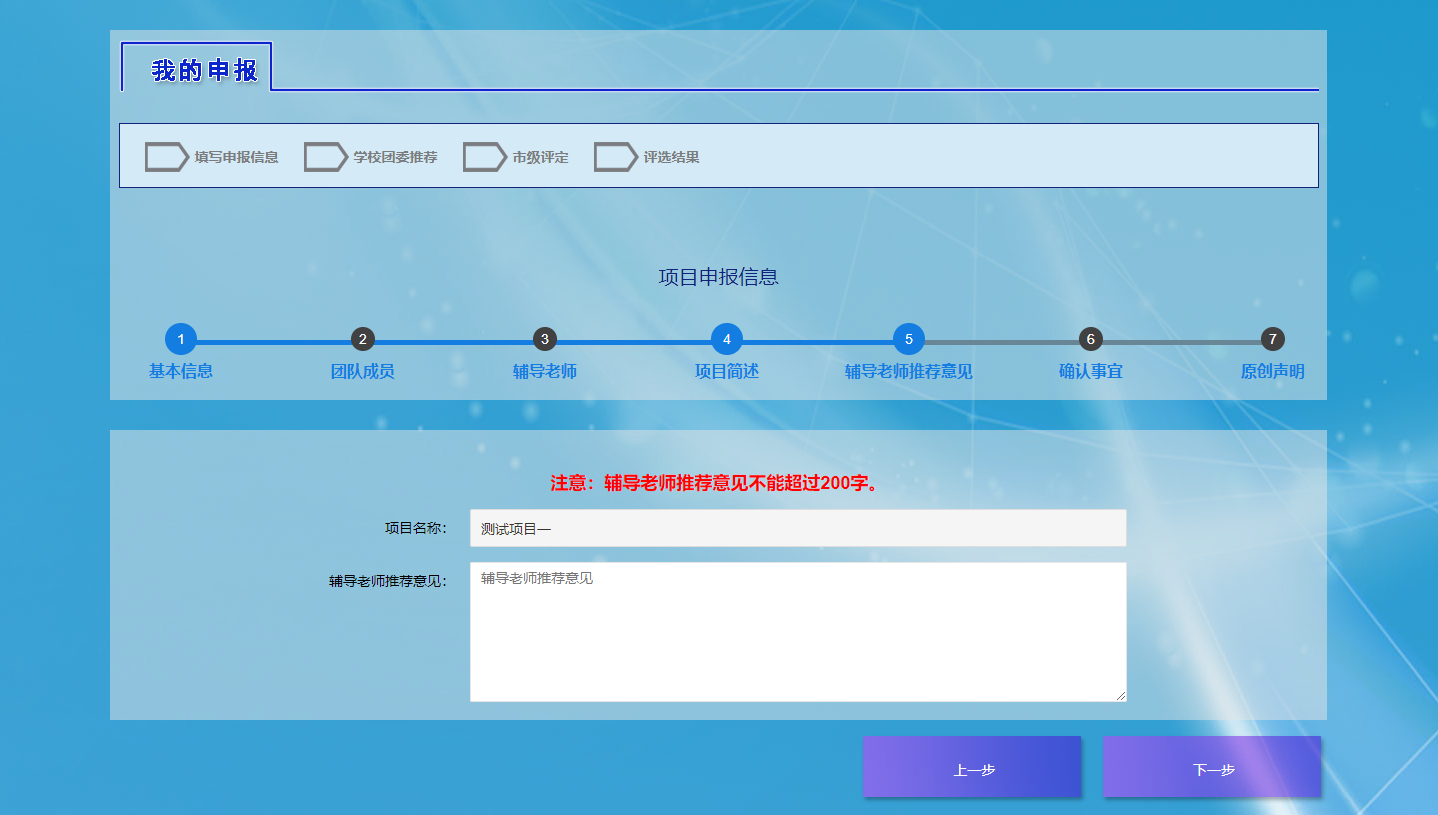 我的申报
填写申报信息 学校团委推荐 市级评定 评选结果
项目申报信息
1 2 3 4 5 6 7
基本信息 团队成员 辅导老师 项目简述 辅导老师推荐意见 确认事宜 原创声明
注意：辅导老师推荐意见不能超过200字。
项目名称： 测试项目一
辅导老师推荐意见： 辅导老师推荐意见
上一步 下一步